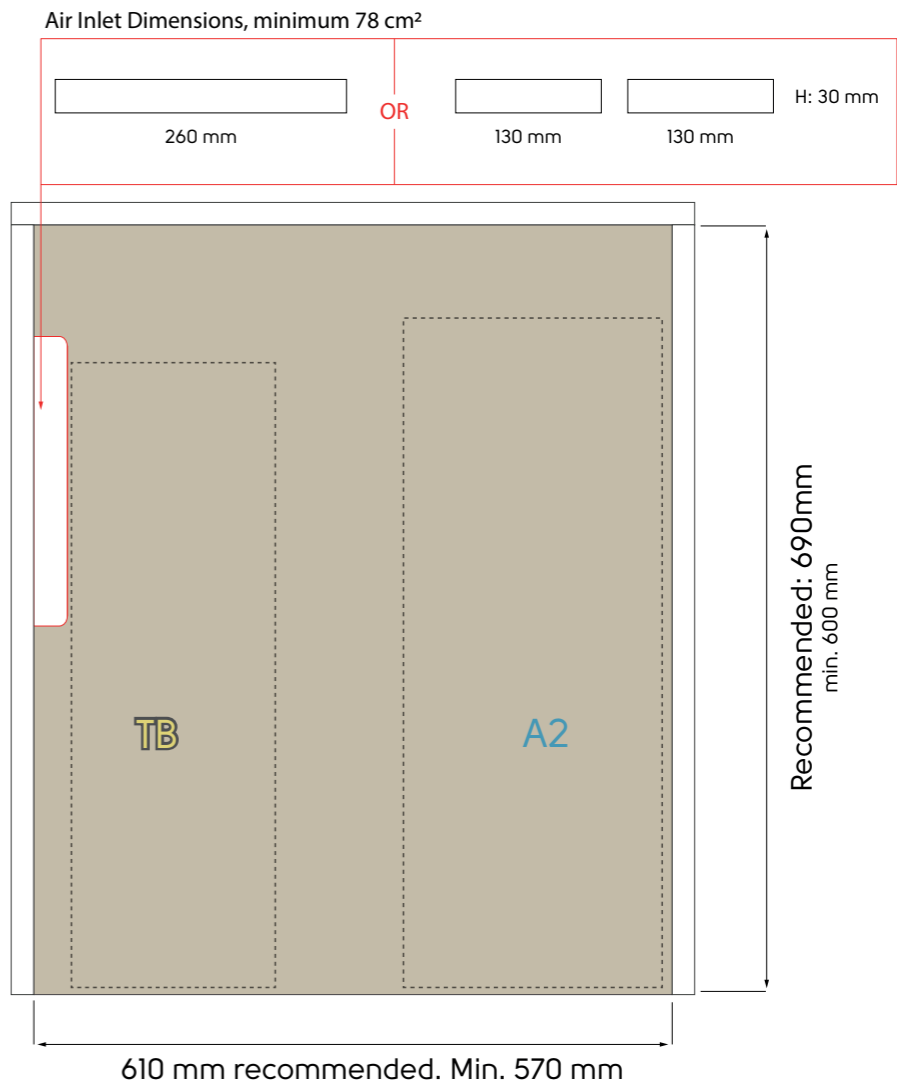 Air Inlet Dimensions, minimum 78 cm²
260 mm
OR
130 mm
130 mm
H: 30 mm
TB
A2
Recommended: 690mm
min. 600 mm
610 mm recommended. Min. 570 mm